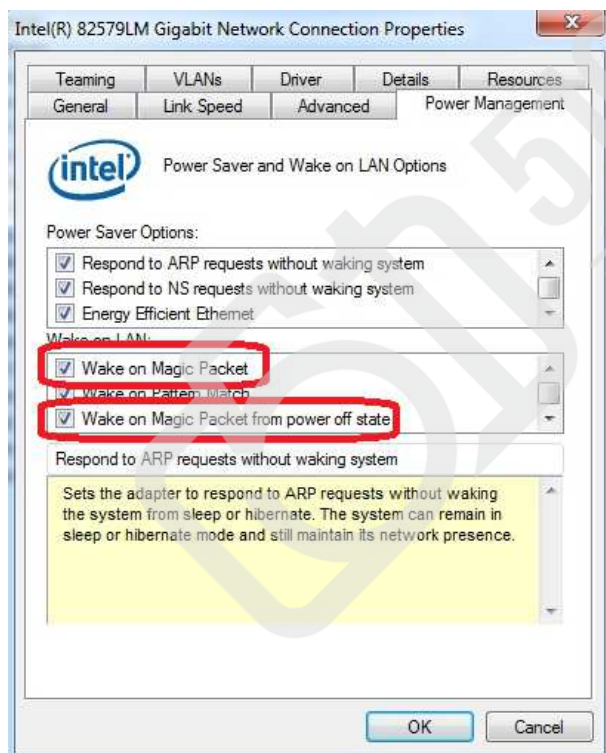 Intel(R) 82579LM Gigabit Network Connection Properties
Teaming VLANs Driver Details Resources
General Link Speed Advanced Power Management
intel Power Saver and Wake on LAN Options
Power Saver Options:
Respond to ARP requests without waking system
Respond to NS requests without waking system
Energy Efficient Ethernet
Wake on LAN:
Wake on Magic Packet
Wake on Pattern Match
Wake on Magic Packet from power off state
Respond to ARP requests without waking system
Sets the adapter to respond to ARP requests without waking
the system from sleep or hibernate. The system can remain in
sleep or hibernate mode and still maintain its network presence.
OK Cancel